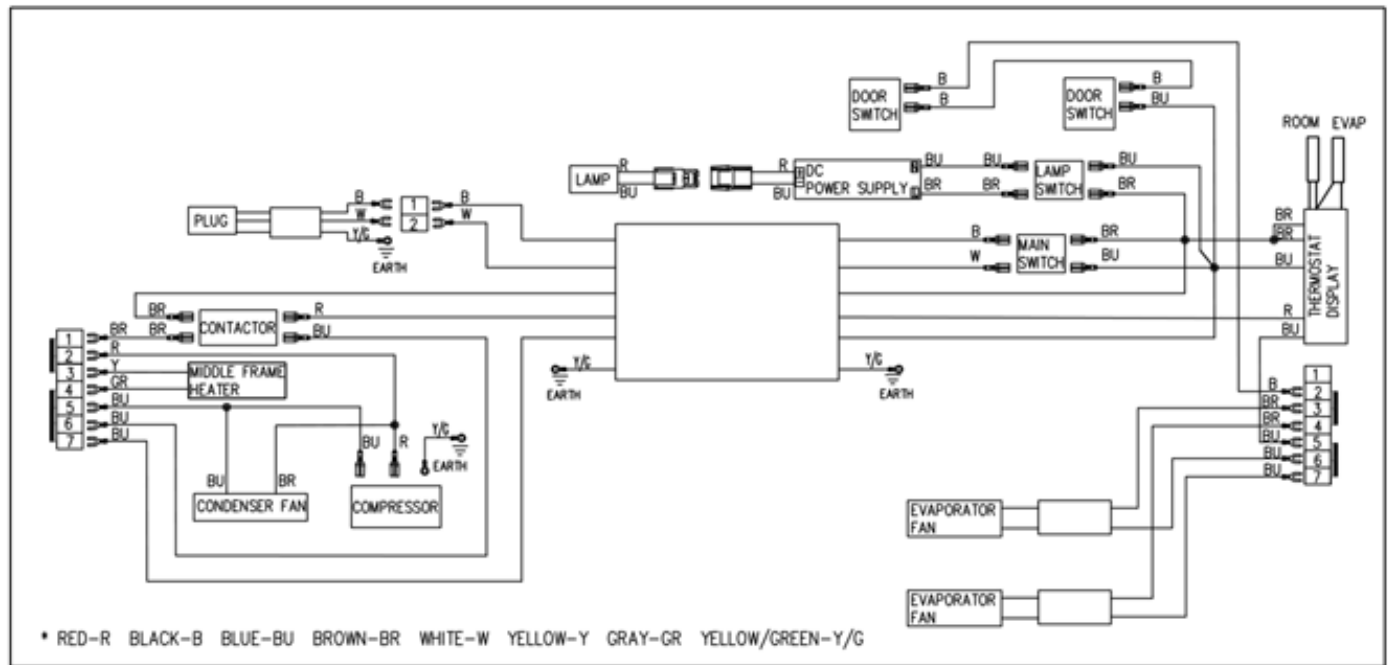 B
DOOR
SWITCH
B
B
DOOR
SWITCH
BU
ROOM EVAP
LAMP
R
BU
R
BU
DC
POWER SUPPLY
N
L
BU
BR
BU
BR
LAMP
SWITCH
BU
BR
PLUG
B
W
Y/G
EARTH
1
2
B
W
B
W
MAIN
SWITCH
BR
BU
BR
BR
BU
R
BU
THERMOSTAT
DISPLAY
BR
BR
CONTACTOR
R
BU
1
2
3
4
5
6
7
BR
R
Y
GR
BU
BU
BU
MIDDLE FRAME
HEATER
Y/G
EARTH
Y/G
EARTH
BU
R
Y/G
EARTH
BU
BR
CONDENSER FAN
COMPRESSOR
1
2
3
4
5
6
7
B
BR
BR
BU
BU
BU
EVAPORATOR
FAN
EVAPORATOR
FAN
* RED-R BLACK-B BLUE-BU BROWN-BR WHITE-W YELLOW-Y GRAY-GR YELLOW/GREEN-Y/G